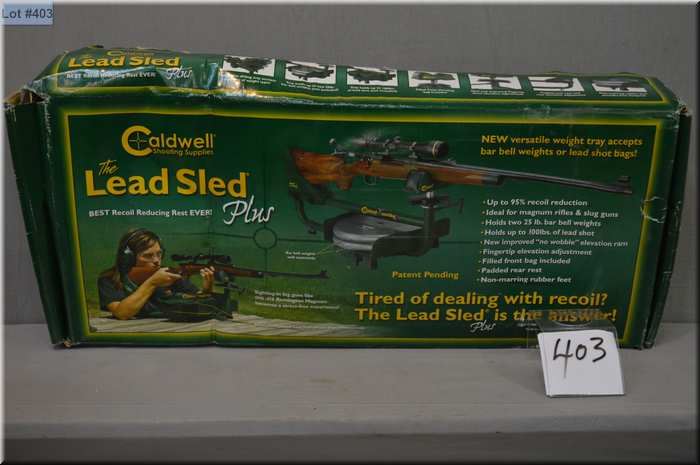 Lot #403
Caldwell
The
Lead Sled Plus
BEST Recoil Reducing Rest EVER!
Caldwell
Shooting Supplies
The
Lead Sled
Plus
BEST Recoil Reducing Rest EVER!
NEW versatile weight tray accepts
bar bell weights or lead shot bags!
• Up to 95% recoil reduction
• Ideal for magnum rifles & slug guns
• Holds two 25 lb. bar bell weights
• Holds up to 100lbs. of lead shot
• New improved "no wobble" elevation ram
• Fingertip elevation adjustment
• Filled front bag included
• Padded rear rest
• Non-marring rubber feet
Patent Pending
Tired of dealing with recoil?
The Lead Sled Plus is the answer!
403